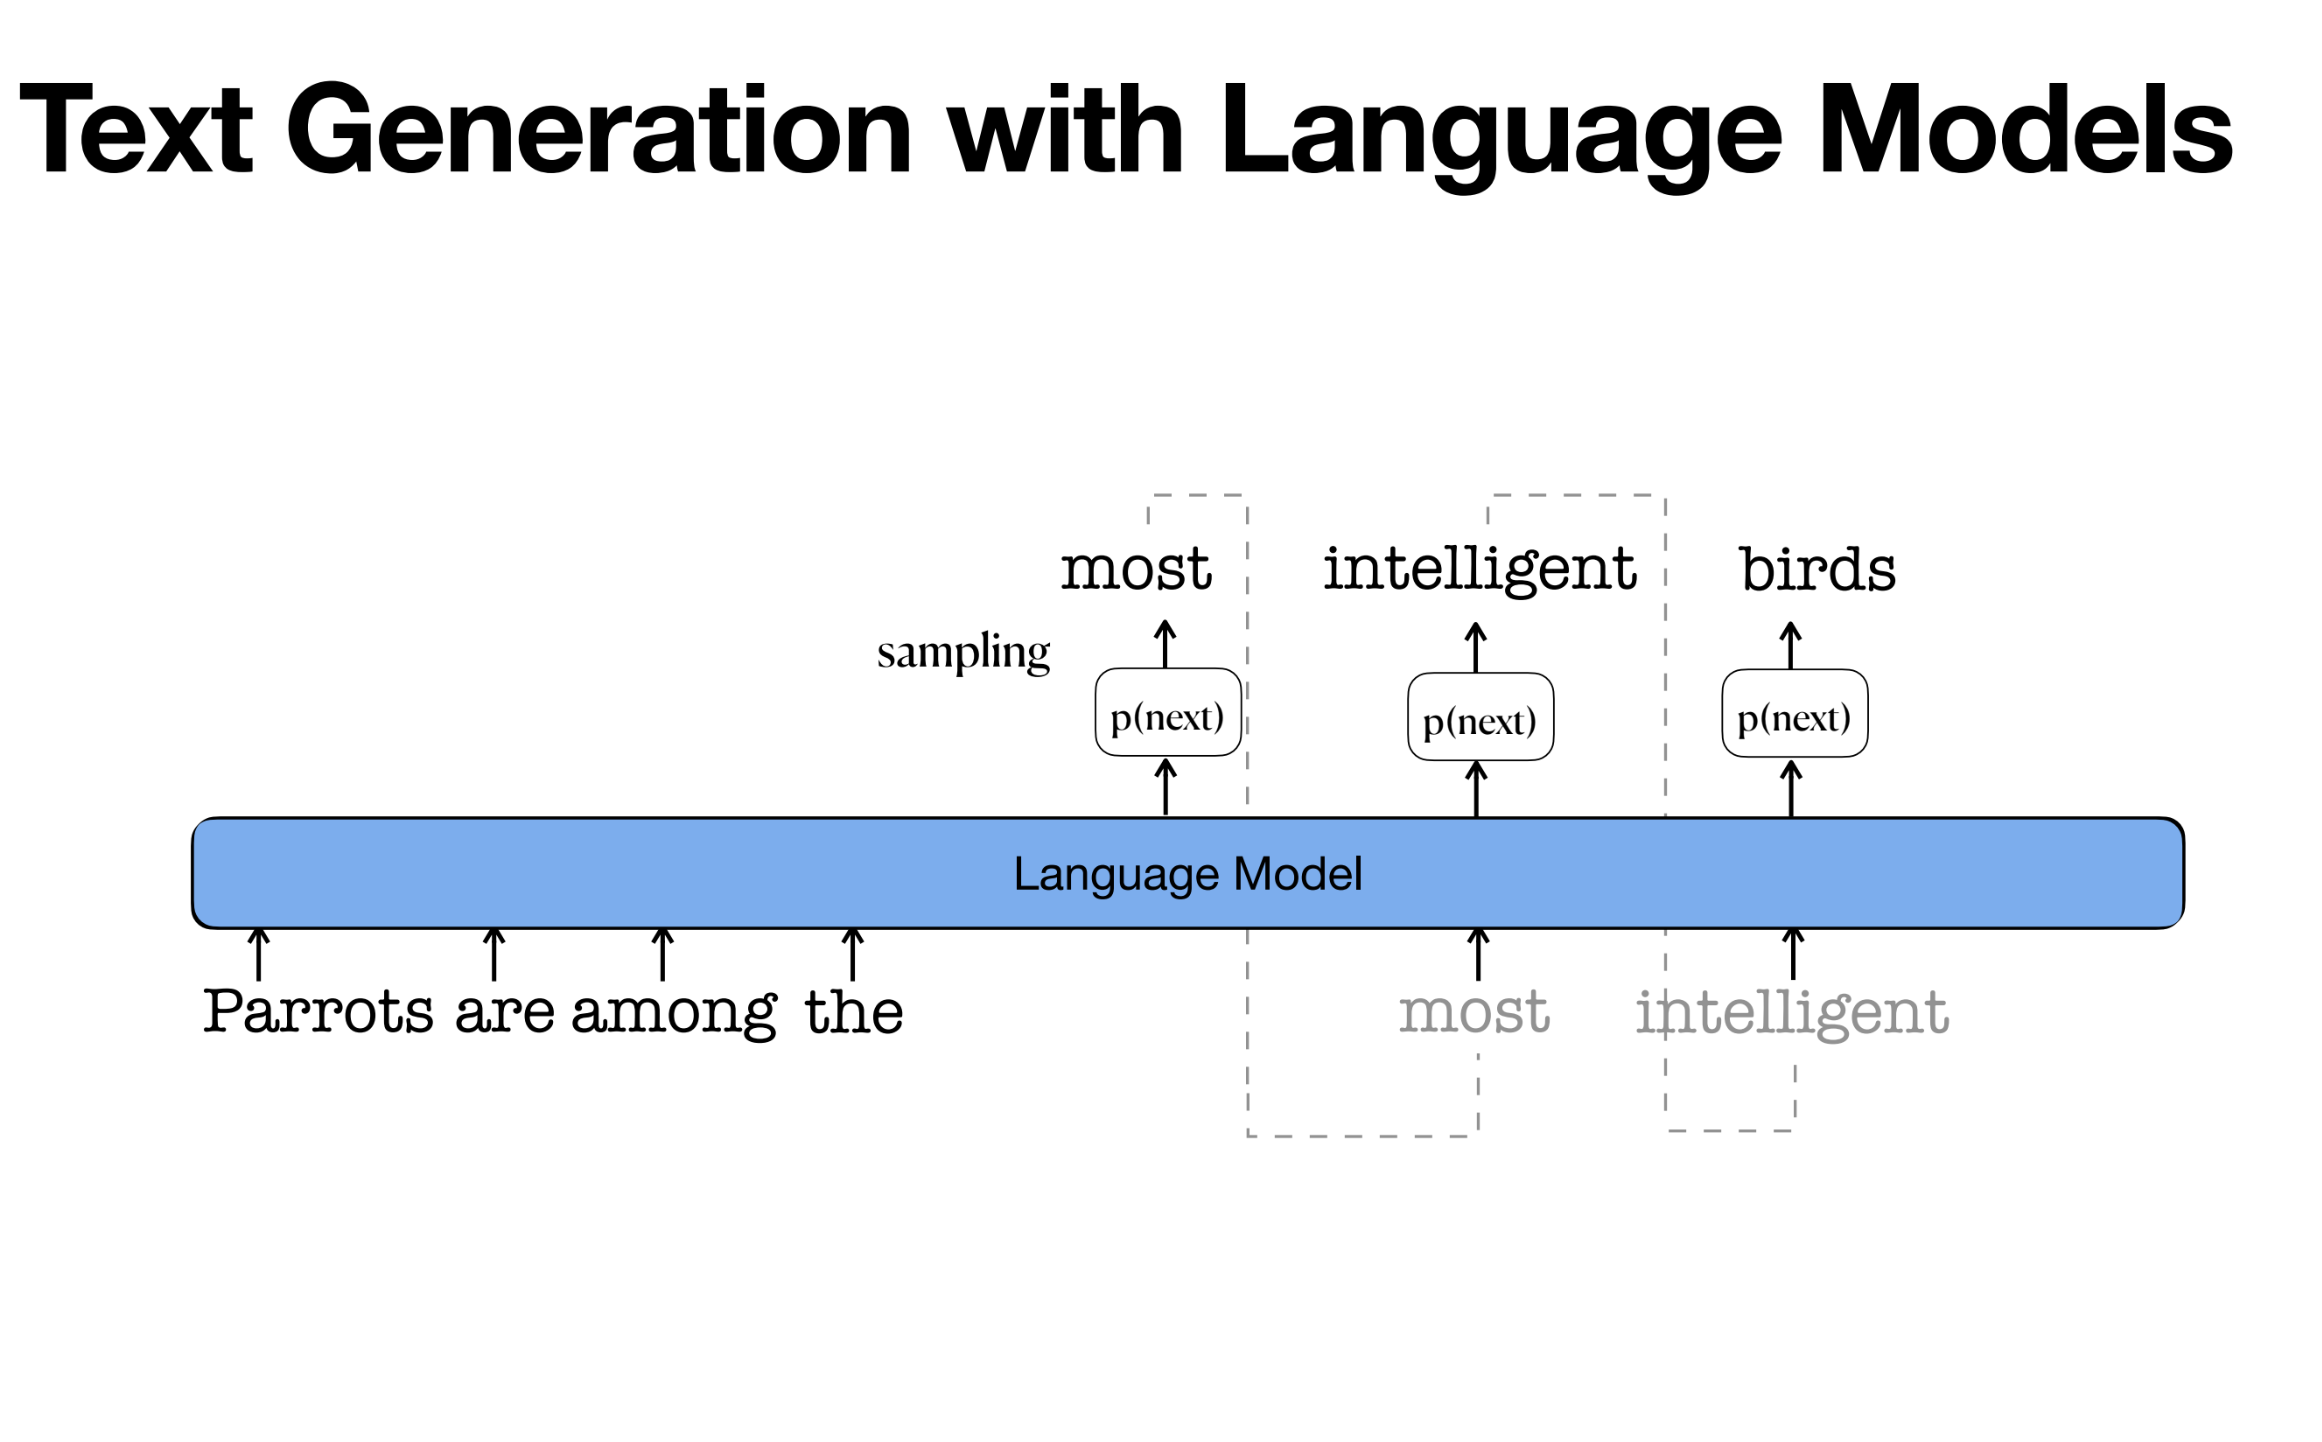 Text Generation with Language Models
most intelligent birds
sampling
p(next) p(next) p(next)
Language Model
Parrots are among the most intelligent